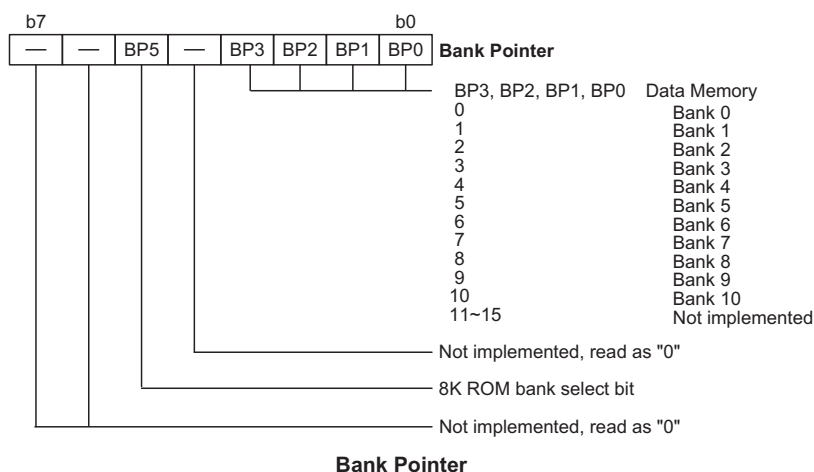 b7 b0
— — BP5 — BP3 BP2 BP1 BP0 Bank Pointer
BP3, BP2, BP1, BP0 Data Memory
0 Bank 0
1 Bank 1
2 Bank 2
3 Bank 3
4 Bank 4
5 Bank 5
6 Bank 6
7 Bank 7
8 Bank 8
9 Bank 9
10 Bank 10
11~15 Not implemented
Not implemented, read as "0"
8K ROM bank select bit
Not implemented, read as "0"
Bank Pointer